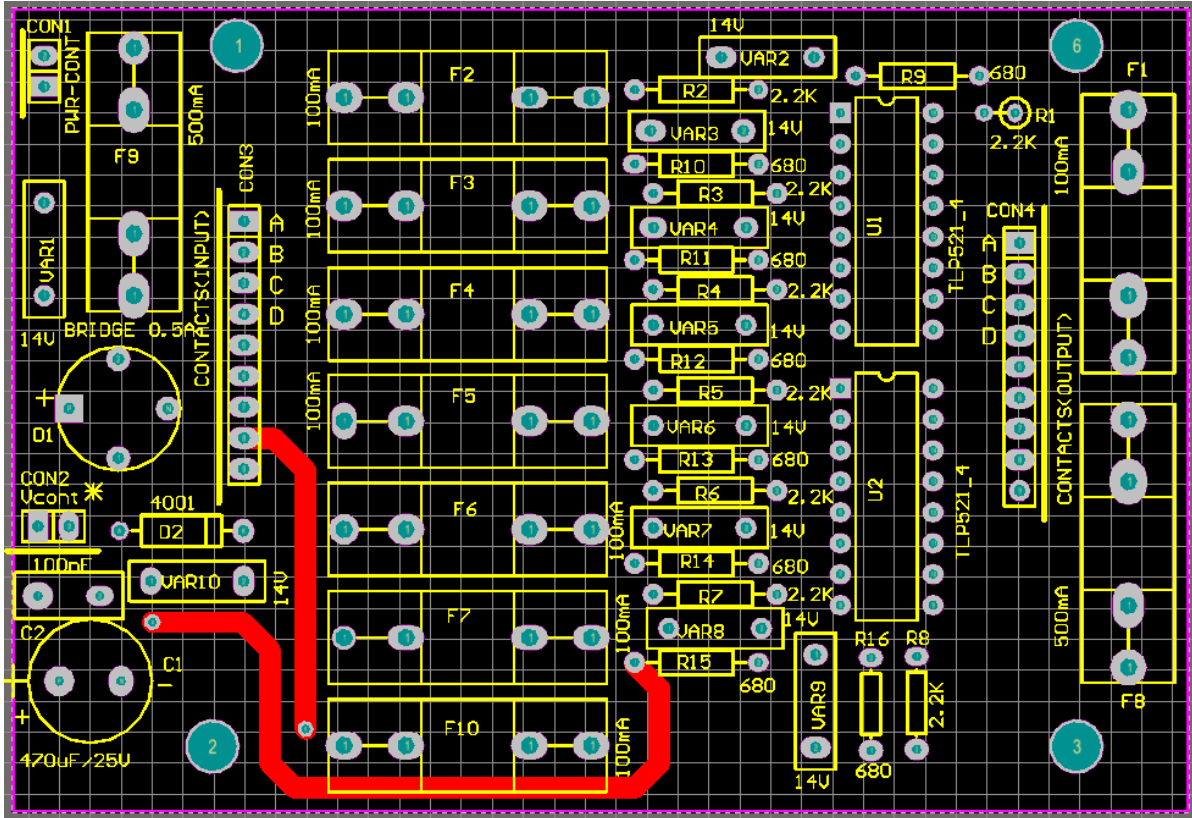 CON1
PWR-CONT
500mA
F9
VAR1
14V
BRIDGE 0.5A
D1
CON3
A
B
C
D
CONTACTS(INPUT)
CON2
Vcont
4001
D2
100nF
VAR10
14V
C2
C1
470uF/25V
1
2
F2
100mA
F3
100mA
F4
100mA
F5
100mA
F6
100mA
F7
100mA
F10
100mA
14V
VAR2
R2
2.2K
VAR3
14V
R10
680
R3
2.2K
VAR4
14V
R11
680
R4
2.2K
VAR5
14V
R12
680
R5
2.2K
VAR6
14V
R13
680
R6
2.2K
VAR7
14V
R14
680
R7
2.2K
VAR8
14V
R15
680
VAR9
14V
R16
680
R8
2.2K
R9
680
R1
2.2K
U1
TLP521_4
U2
TLP521_4
6
F1
100mA
CON4
A
B
C
D
CONTACTS(OUTPUT)
500mA
F8
3